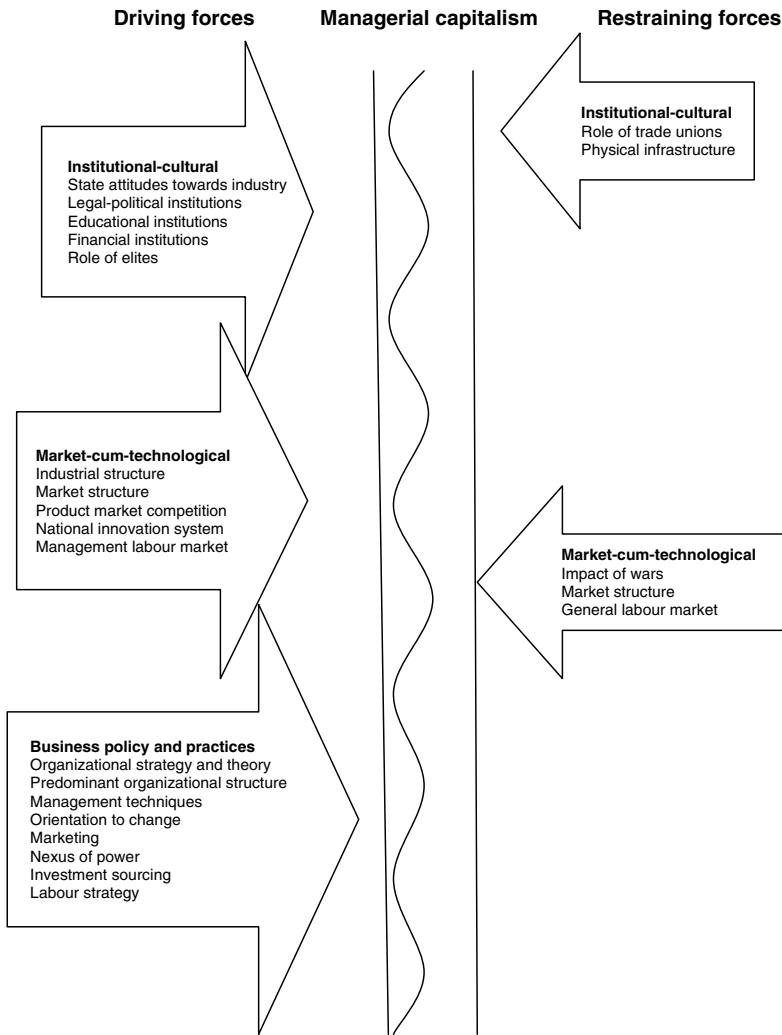 Driving forces
Managerial capitalism
Restraining forces
Institutional-cultural
State attitudes towards industry
Legal-political institutions
Educational institutions
Financial institutions
Role of elites
Institutional-cultural
Role of trade unions
Physical infrastructure
Market-cum-technological
Industrial structure
Market structure
Product market competition
National innovation system
Management labour market
Market-cum-technological
Impact of wars
Market structure
General labour market
Business policy and practices
Organizational strategy and theory
Predominant organizational structure
Management techniques
Orientation to change
Marketing
Nexus of power
Investment sourcing
Labour strategy